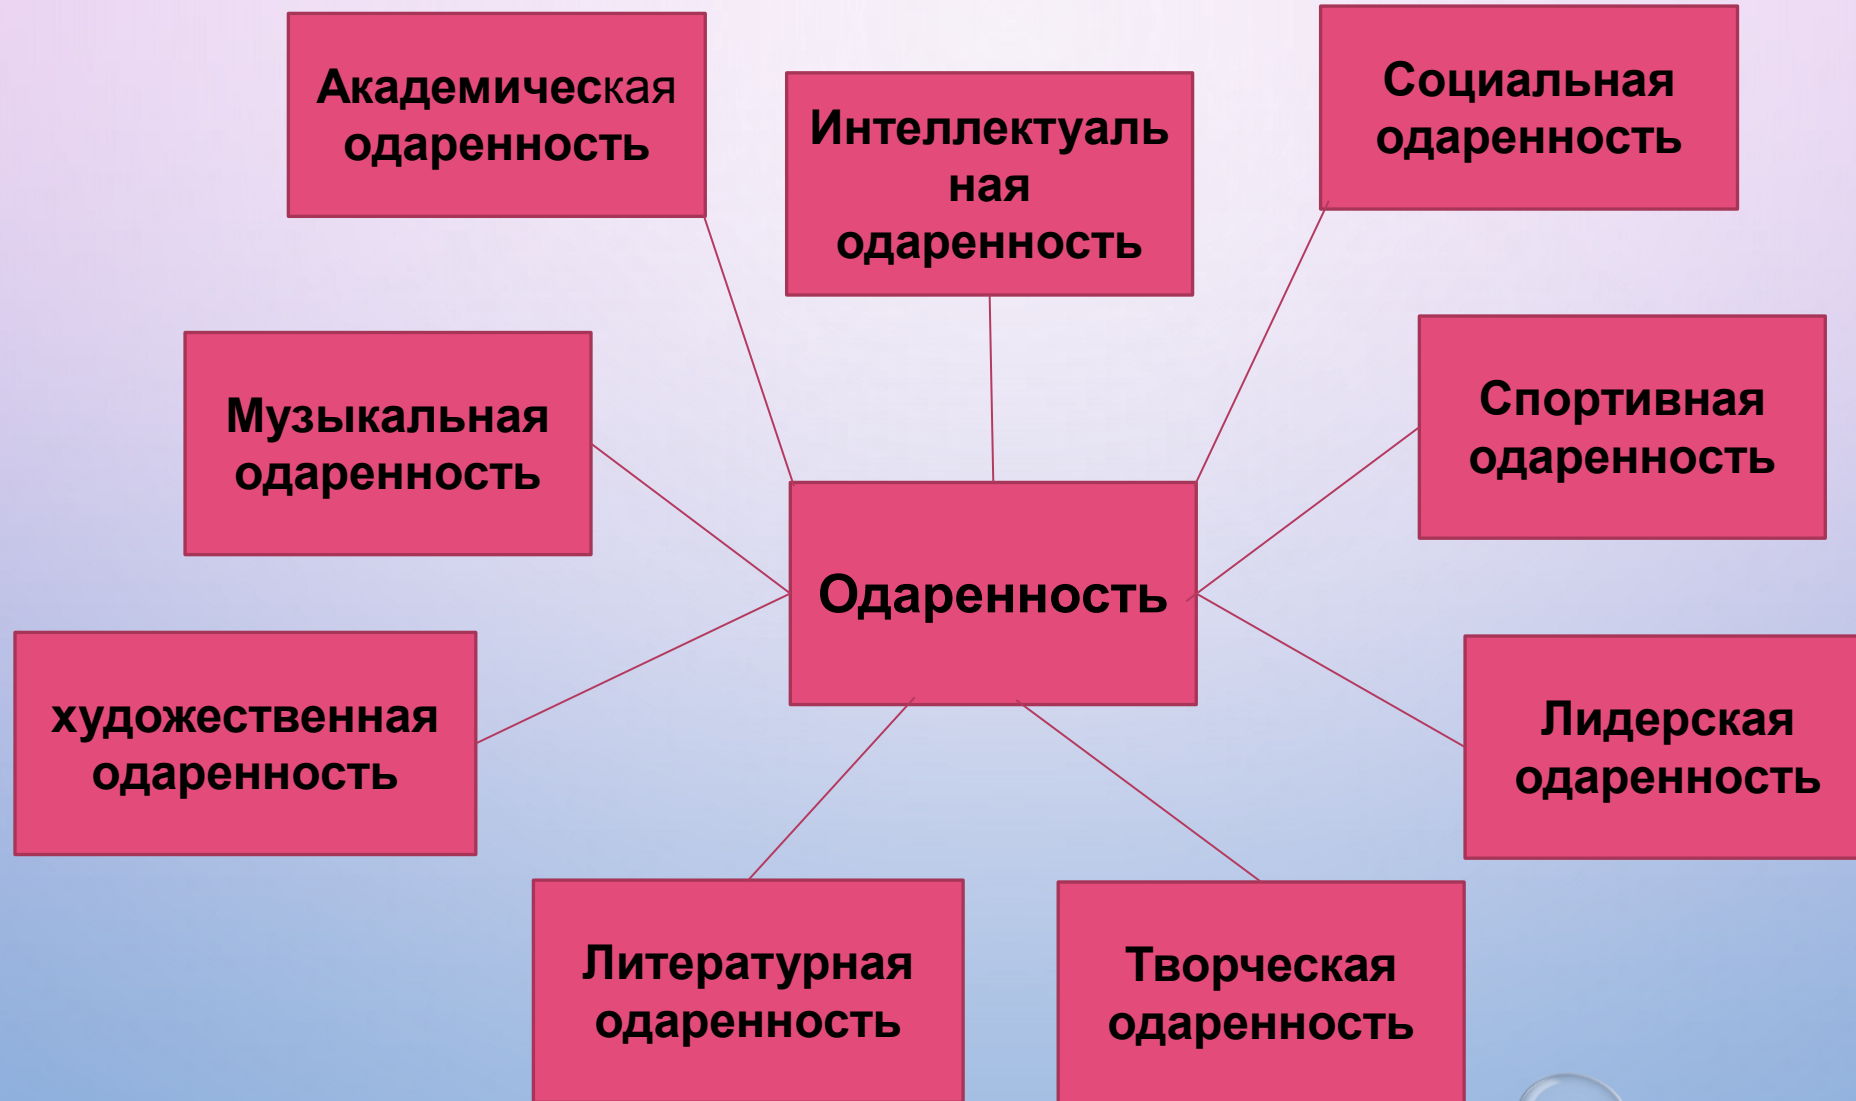 Академическая
одаренность
Интеллектуаль
ная
одаренность
Социальная
одаренность
Музыкальная
одаренность
Спортивная
одаренность
Одаренность
художественная
одаренность
Лидерская
одаренность
Литературная
одаренность
Творческая
одаренность